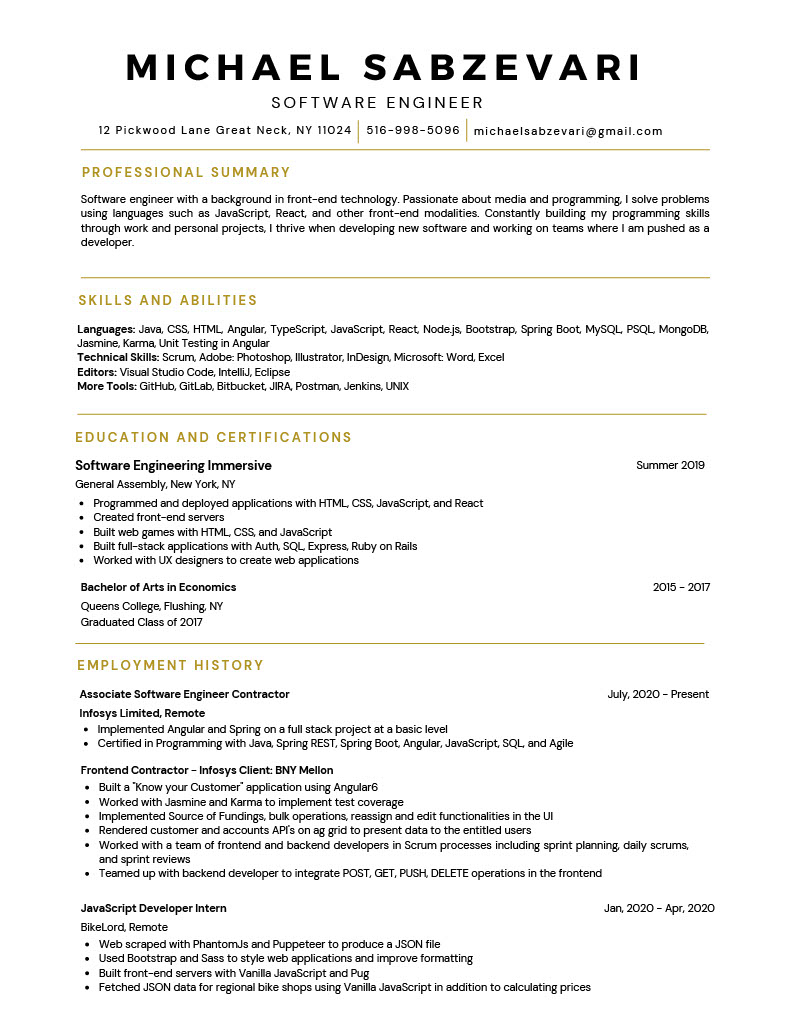 MICHAEL SABZEVARI
SOFTWARE ENGINEER
12 Pickwood Lane Great Neck, NY 11024 516-998-5096 michaelsabzevari@gmail.com
PROFESSIONAL SUMMARY
Software engineer with a background in front-end technology. Passionate about media and programming, I solve problems
using languages such as JavaScript, React, and other front-end modalities. Constantly building my programming skills
through work and personal projects, I thrive when developing new software and working on teams where I am pushed as a
developer.
SKILLS AND ABILITIES
Languages: Java, CSS, HTML, Angular, TypeScript, JavaScript, React, Node.js, Bootstrap, Spring Boot, MySQL, PSQL, MongoDB,
Jasmine, Karma, Unit Testing in Angular
Technical Skills: Scrum, Adobe: Photoshop, Illustrator, InDesign, Microsoft: Word, Excel
Editors: Visual Studio Code, IntelliJ, Eclipse
More Tools: GitHub, GitLab, Bitbucket, JIRA, Postman, Jenkins, UNIX
EDUCATION AND CERTIFICATIONS
Software Engineering Immersive Summer 2019
General Assembly, New York, NY
• Programmed and deployed applications with HTML, CSS, JavaScript, and React
• Created front-end servers
• Built web games with HTML, CSS, and JavaScript
• Built full-stack applications with Auth, SQL, Express, Ruby on Rails
• Worked with UX designers to create web applications
Bachelor of Arts in Economics 2015 - 2017
Queens College, Flushing, NY
Graduated Class of 2017
EMPLOYMENT HISTORY
Associate Software Engineer Contractor July, 2020 - Present
Infosys Limited, Remote
• Implemented Angular and Spring on a full stack project at a basic level
• Certified in Programming with Java, Spring REST, Spring Boot, Angular, JavaScript, SQL, and Agile
Frontend Contractor - Infosys Client: BNY Mellon
• Built a "Know your Customer" application using Angular6
• Worked with Jasmine and Karma to implement test coverage
• Implemented Source of Fundings, bulk operations, reassign and edit functionalities in the UI
• Rendered customer and accounts API's on ag grid to present data to the entitled users
• Worked with a team of frontend and backend developers in Scrum processes including sprint planning, daily scrums,
and sprint reviews
• Teamed up with backend developer to integrate POST, GET, PUSH, DELETE operations in the frontend
JavaScript Developer Intern Jan, 2020 - Apr, 2020
BikeLord, Remote
• Web scraped with PhantomJs and Puppeteer to produce a JSON file
• Used Bootstrap and Sass to style web applications and improve formatting
• Built front-end servers with Vanilla JavaScript and Pug
• Fetched JSON data for regional bike shops using Vanilla JavaScript in addition to calculating prices